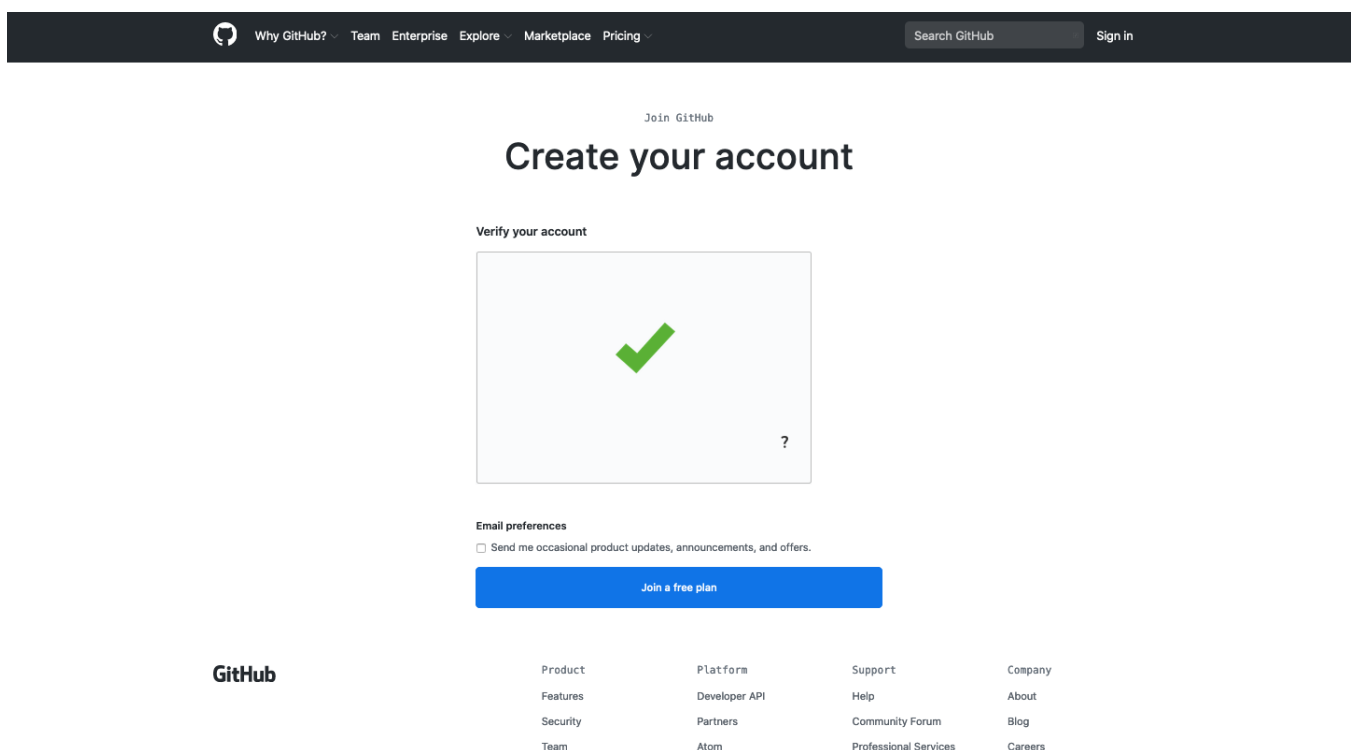 Why GitHub? Team Enterprise Explore Marketplace Pricing Search GitHub Sign in
Join GitHub
Create your account
Verify your account
?
Email preferences
Send me occasional product updates, announcements, and offers.
Join a free plan
GitHub Product Platform Support Company
Features Developer API Help About
Security Partners Community Forum Blog
Team Atom Professional Services Careers